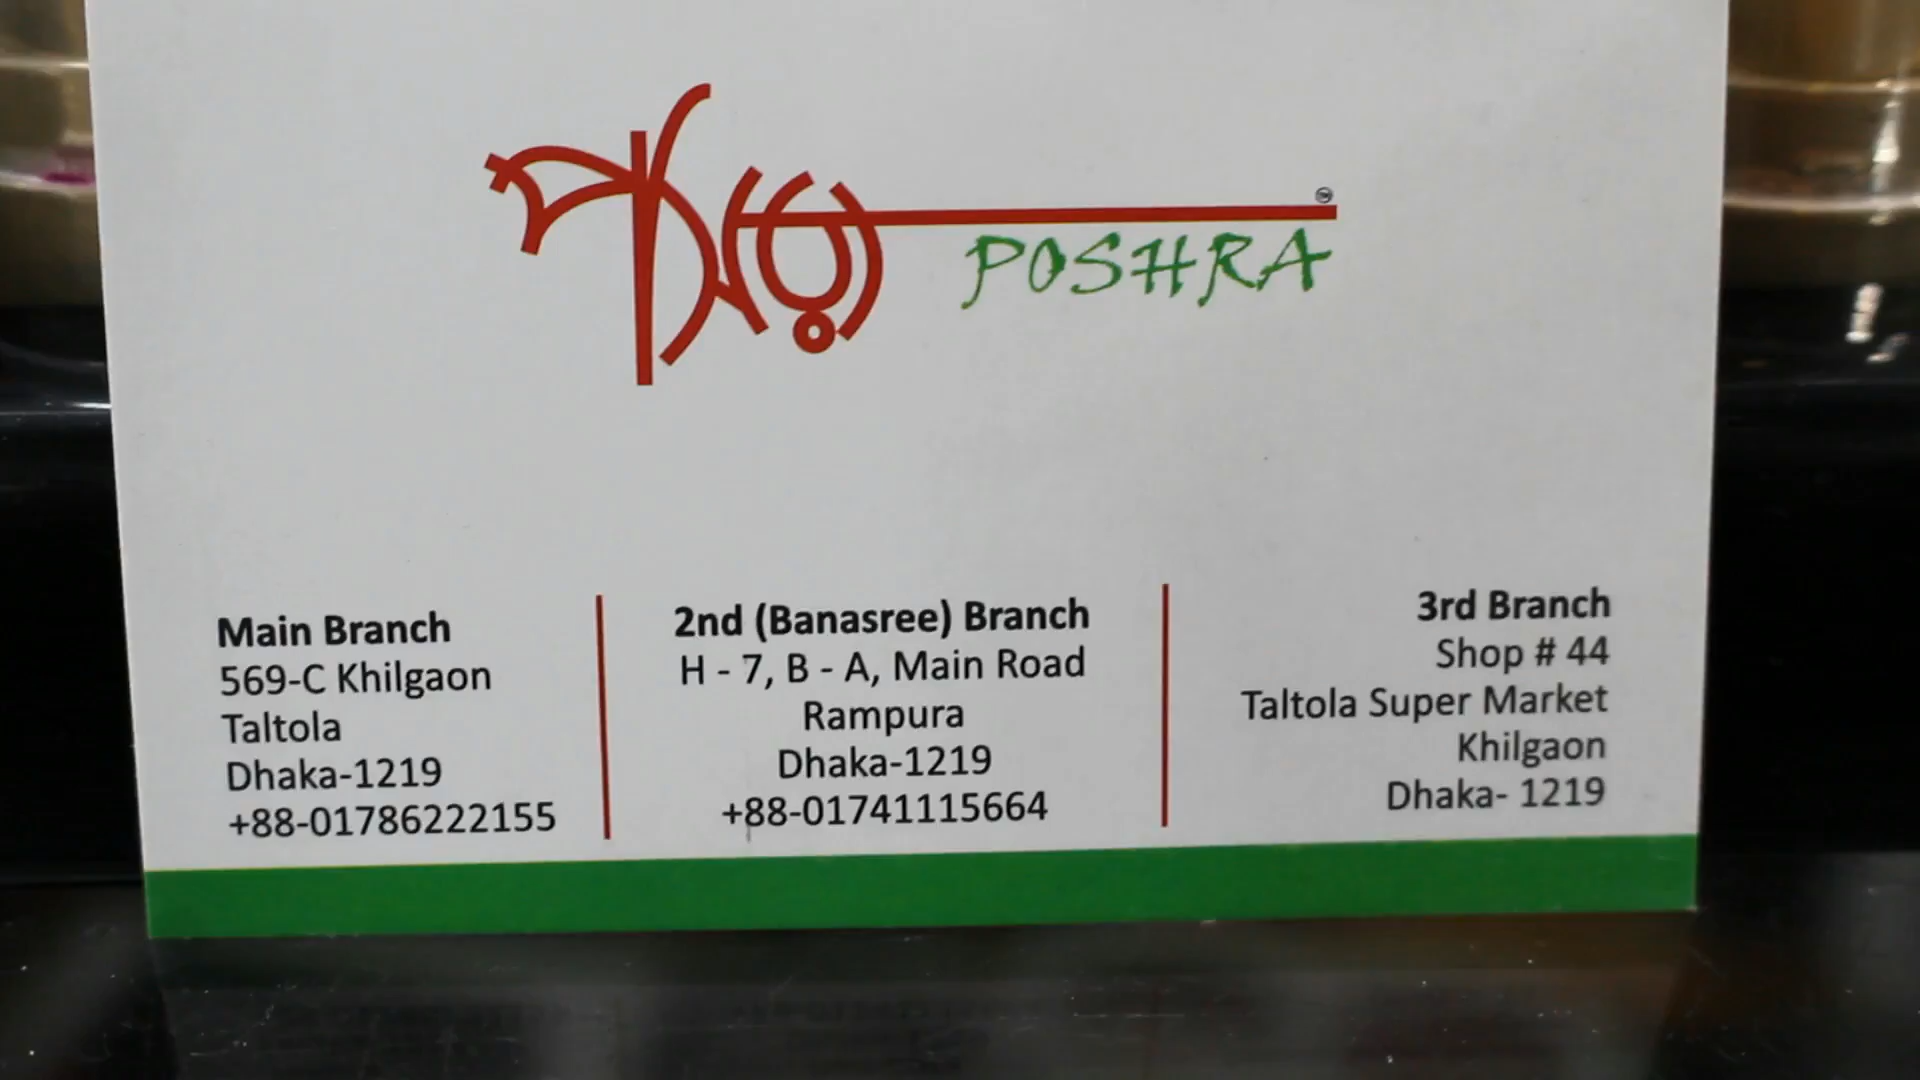 পসরা
POSHRA
Main Branch
569-C Khilgaon
Taltola
Dhaka-1219
+88-01786222155
2nd (Banasree) Branch
H - 7, B - A, Main Road
Rampura
Dhaka-1219
+88-01741115664
3rd Branch
Shop # 44
Taltola Super Market
Khilgaon
Dhaka- 1219